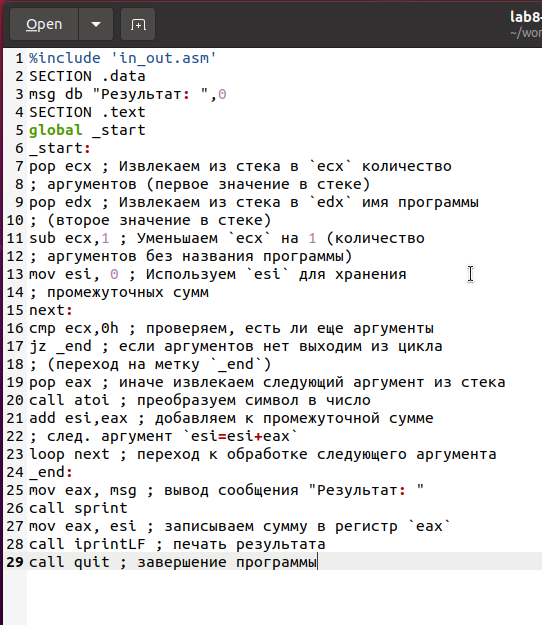 Open
lab8-
~/wor
1 %include 'in_out.asm'
2 SECTION .data
3 msg db "Результат: ",0
4 SECTION .text
5 global _start
6 _start:
7 pop ecx ; Извлекаем из стека в `ecx` количество
8 ; аргументов (первое значение в стеке)
9 pop edx ; Извлекаем из стека в `edx` имя программы
10 ; (второе значение в стеке)
11 sub ecx,1 ; Уменьшаем `ecx` на 1 (количество
12 ; аргументов без названия программы)
13 mov esi, 0 ; Используем `esi` для хранения
14 ; промежуточных сумм
15 next:
16 cmp ecx,0h ; проверяем, есть ли еще аргументы
17 jz _end ; если аргументов нет выходим из цикла
18 ; (переход на метку `_end`)
19 pop eax ; иначе извлекаем следующий аргумент из стека
20 call atoi ; преобразуем символ в число
21 add esi,eax ; добавляем к промежуточной сумме
22 ; след. аргумент `esi=esi+eax`
23 loop next ; переход к обработке следующего аргумента
24 _end:
25 mov eax, msg ; вывод сообщения "Результат: "
26 call sprint
27 mov eax, esi ; записываем сумму в регистр `eax`
28 call iprintLF ; печать результата
29 call quit ; завершение программы